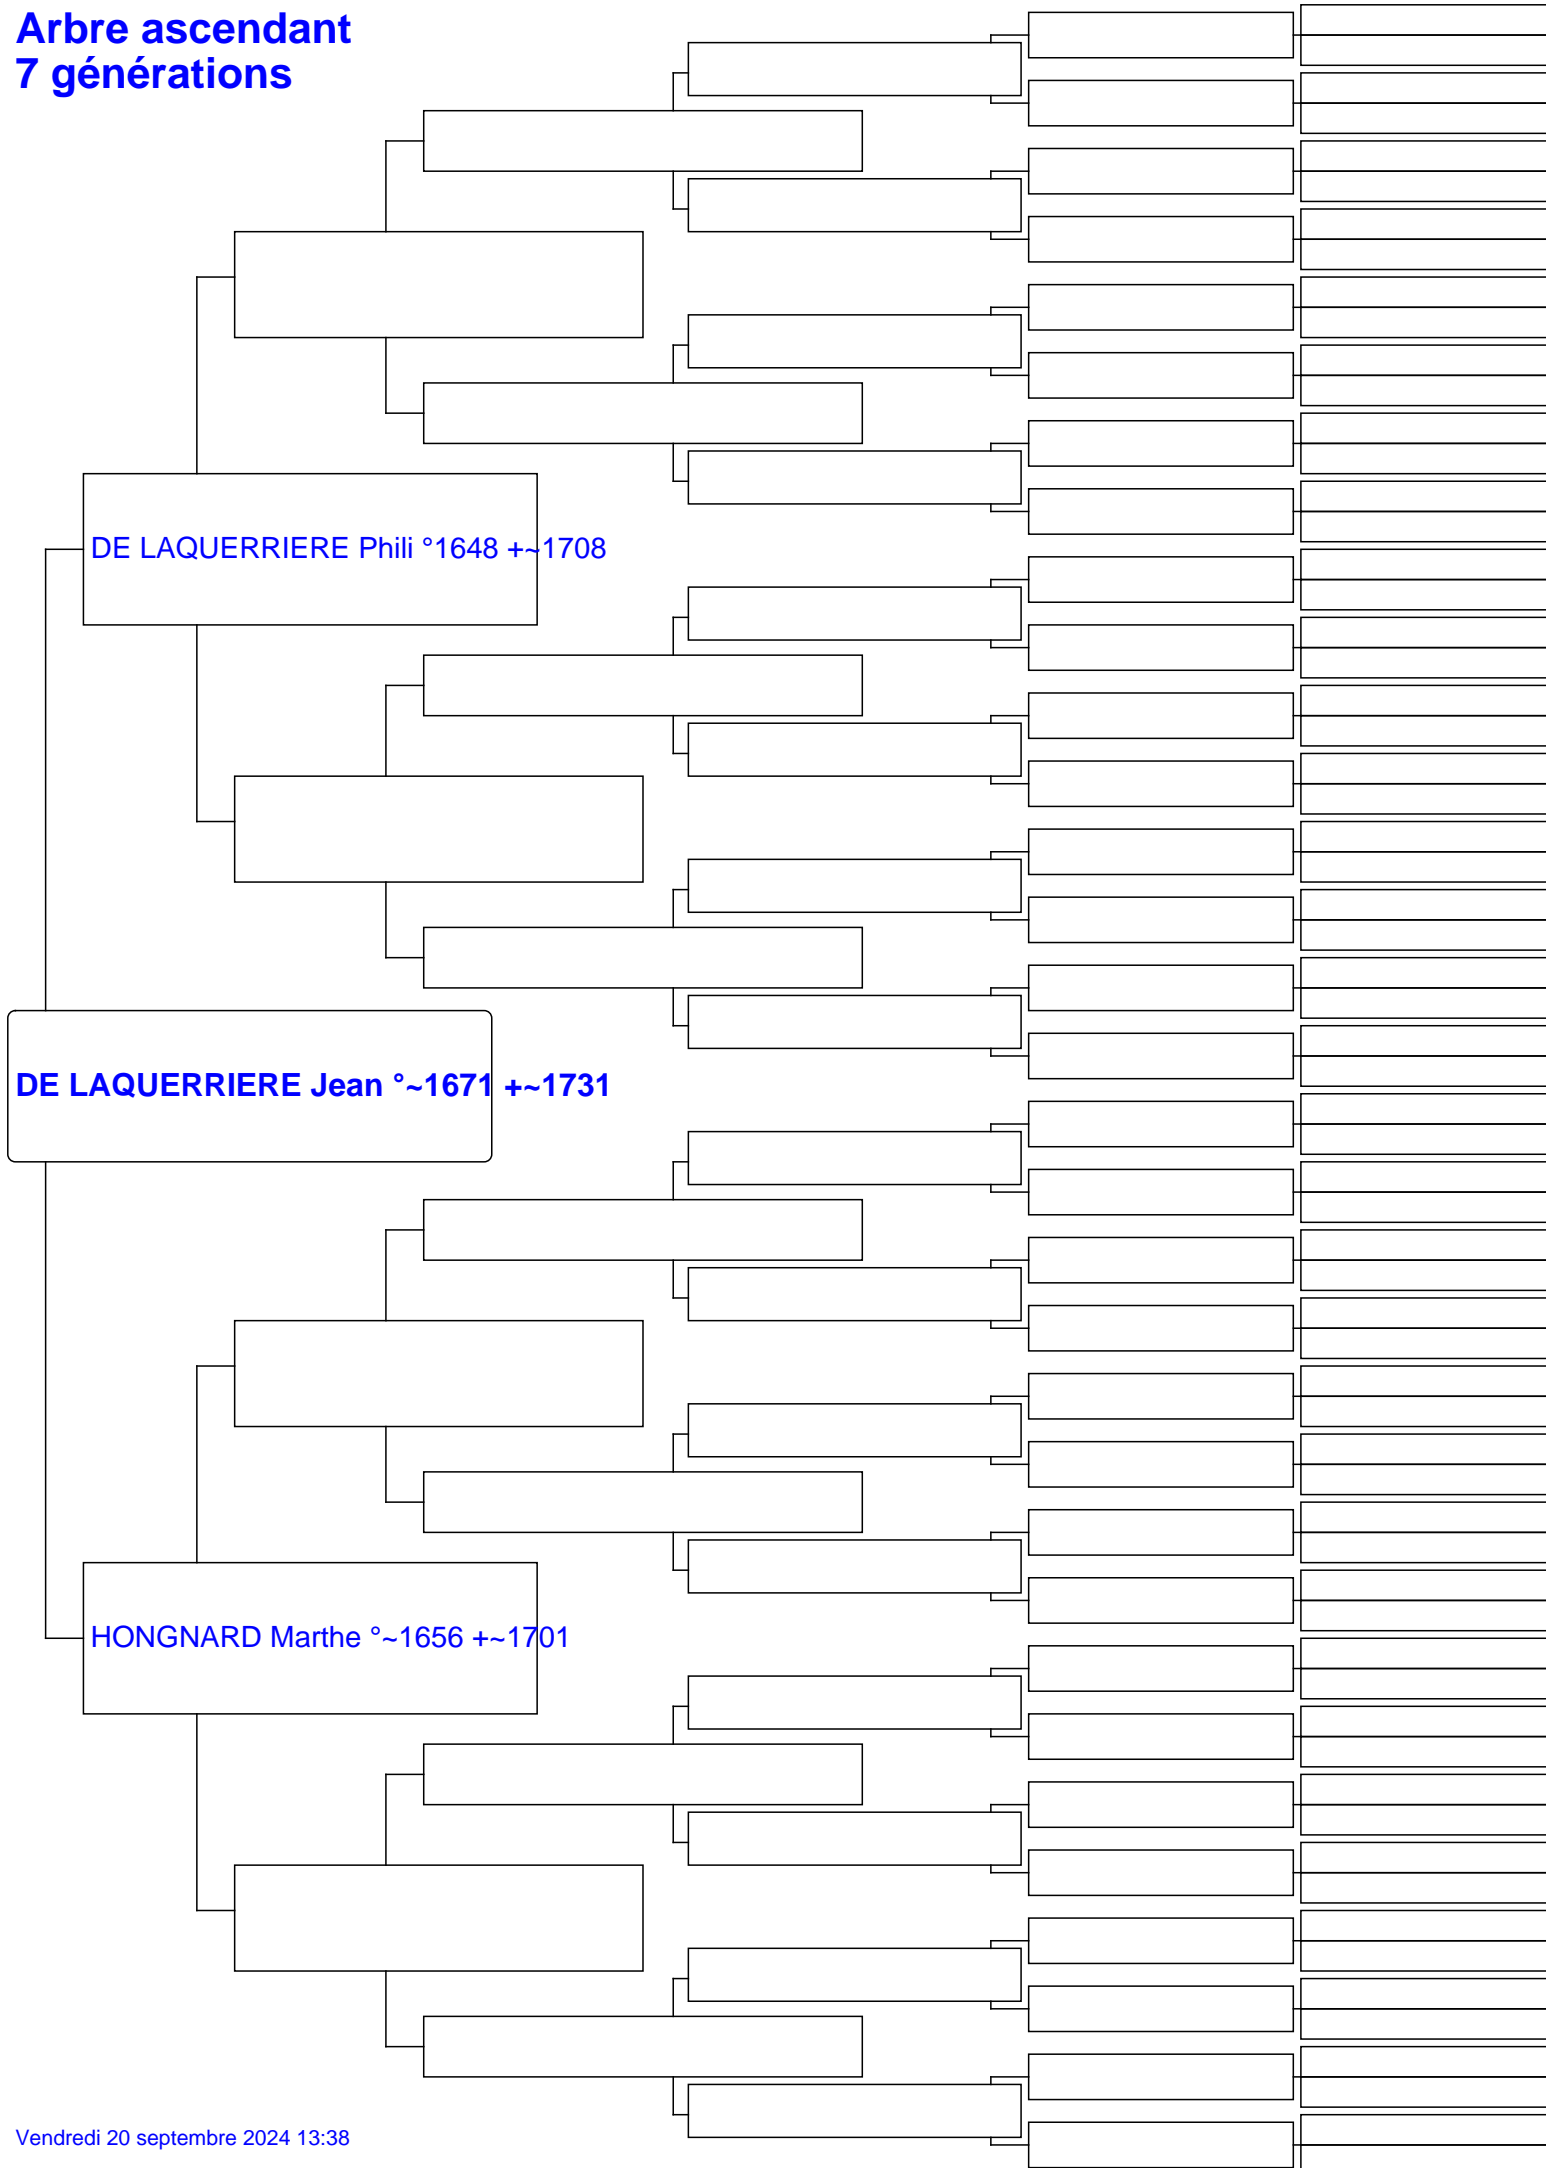 Arbre ascendant
7 générations
DE LAQUERRIERE Phili °1648 +~1708
DE LAQUERRIERE Jean °~1671 +~1731
HONGNARD Marthe °~1656 +~1701
Vendredi 20 septembre 2024 13:38